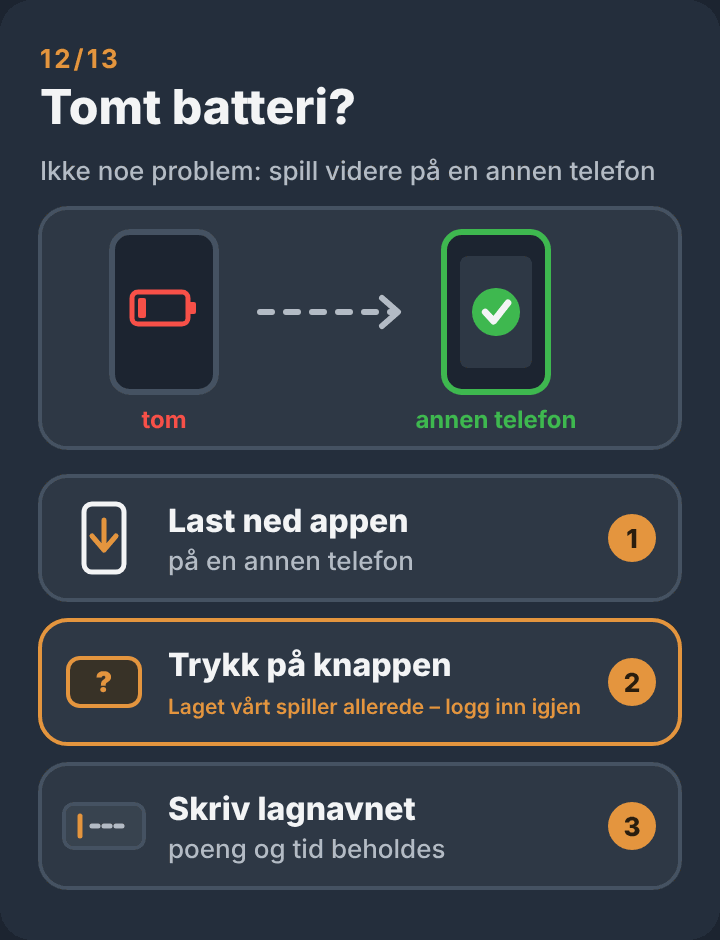 12/13
Tomt batteri?
Ikke noe problem: spill videre på en annen telefon
tom
annen telefon
Last ned appen
på en annen telefon
1
?
Trykk på knappen
Laget vårt spiller allerede – logg inn igjen
2
Skriv lagnavnet
poeng og tid beholdes
3